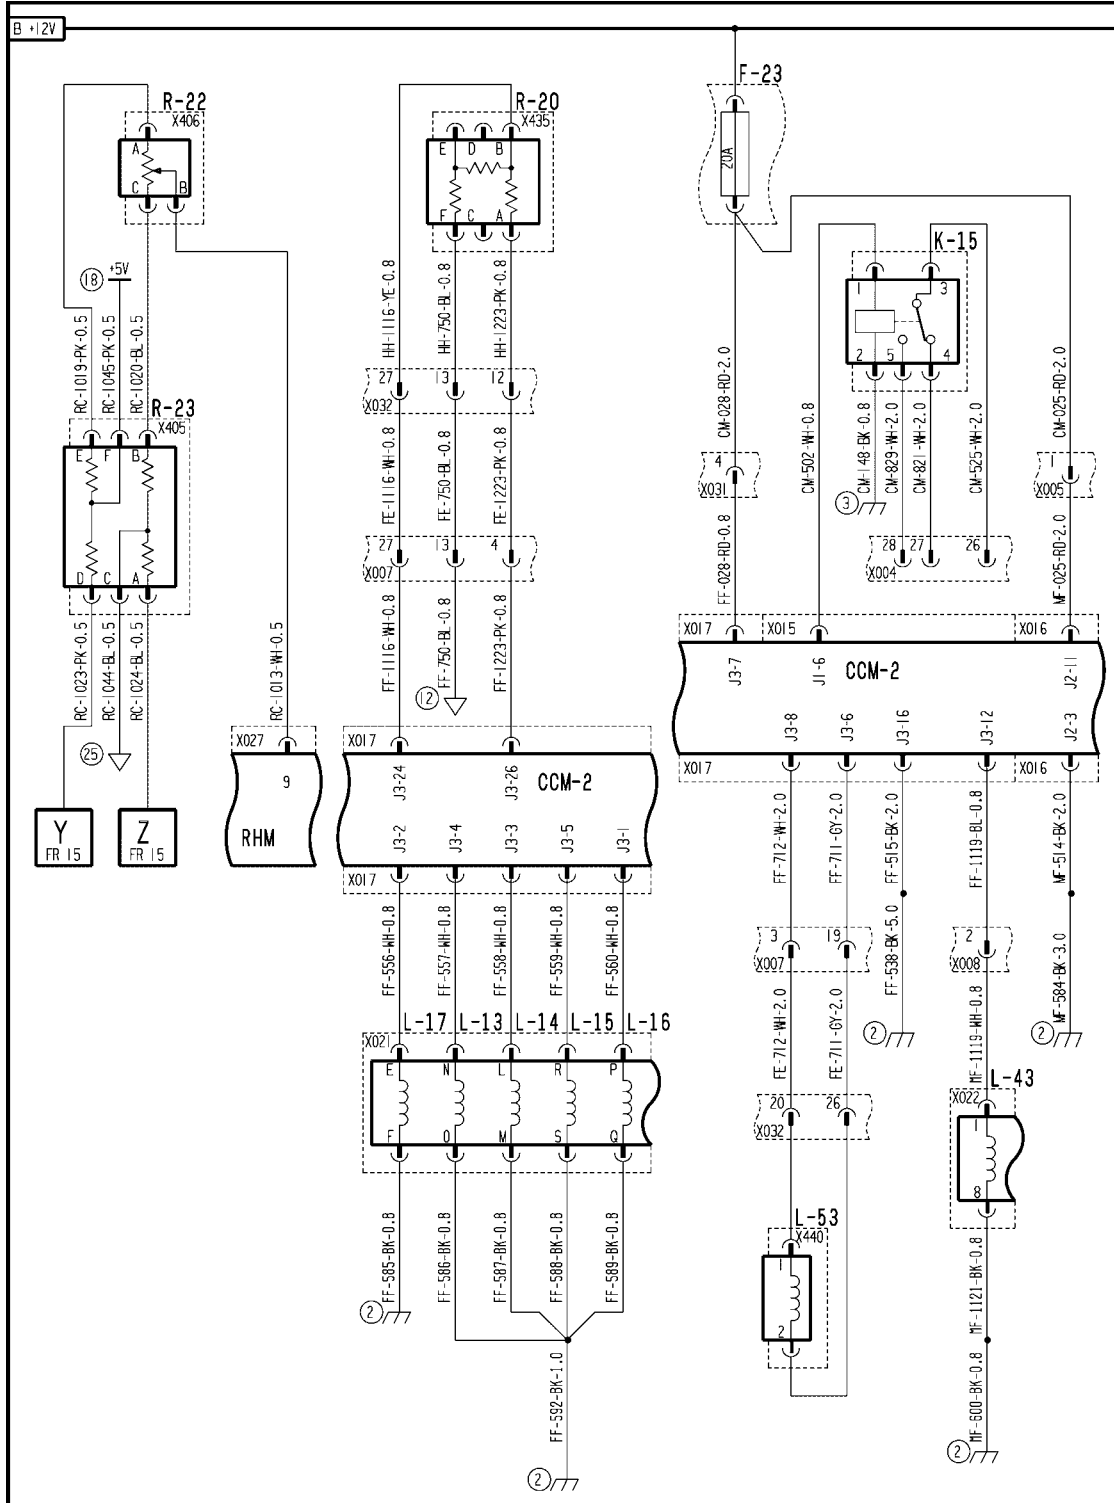 B +12V
F-23
20A
R-22
X406
A
C
B
R-20
X435
E D B
F C A
K-15
1 3
2 5 4
18
+5V
RC-1019-PK-0.5
RC-1045-PK-0.5
RC-1020-BL-0.5
HH-1116-YE-0.8
HH-750-BL-0.8
HH-1223-PK-0.8
CM-028-RD-2.0
CM-502-WH-0.8
CM-148-BK-0.8
CM-829-WH-2.0
CM-821-WH-2.0
CM-525-WH-2.0
CM-025-RD-2.0
27 13 12
X032
R-23
X405
E F B
D C A
FE-1116-WH-0.8
FE-750-BL-0.8
FE-1223-PK-0.8
4
X031
1
X005
3
28 27 26
X004
27 13 4
X007
FF-028-RD-0.8
MF-025-RD-2.0
RC-1023-PK-0.5
RC-1044-BL-0.5
RC-1024-BL-0.5
RC-1013-WH-0.5
FF-1116-WH-0.8
FF-750-BL-0.8
FF-1223-PK-0.8
12
25
X017 X015 X016
J3-7 J1-6 CCM-2 J2-11
J3-8 J3-6 J3-16 J3-12 J2-3
X017 X016
Y
FR 15
Z
FR 15
X027
9
RHM
X017
J3-24 J3-26 CCM-2
J3-2 J3-4 J3-3 J3-5 J3-1
X017
FF-712-WH-2.0
FF-711-GY-2.0
FF-515-BK-2.0
FF-1119-BL-0.8
MF-514-BK-2.0
FF-556-WH-0.8
FF-557-WH-0.8
FF-558-WH-0.8
FF-559-WH-0.8
FF-560-WH-0.8
3 19
X007
FF-538-BK-5.0
2
X008
MF-584-BK-3.0
2
2
L-17 L-13 L-14 L-15 L-16
X021
E N L R P
F O M S Q
FE-712-WH-2.0
FE-711-GY-2.0
MF-1119-WH-0.8
L-43
X022
1
8
20 26
X032
FF-585-BK-0.8
FF-586-BK-0.8
FF-587-BK-0.8
FF-588-BK-0.8
FF-589-BK-0.8
2
L-53
X440
1
2
MF-1121-BK-0.8
FF-592-BK-1.0
MF-600-BK-0.8
2
2